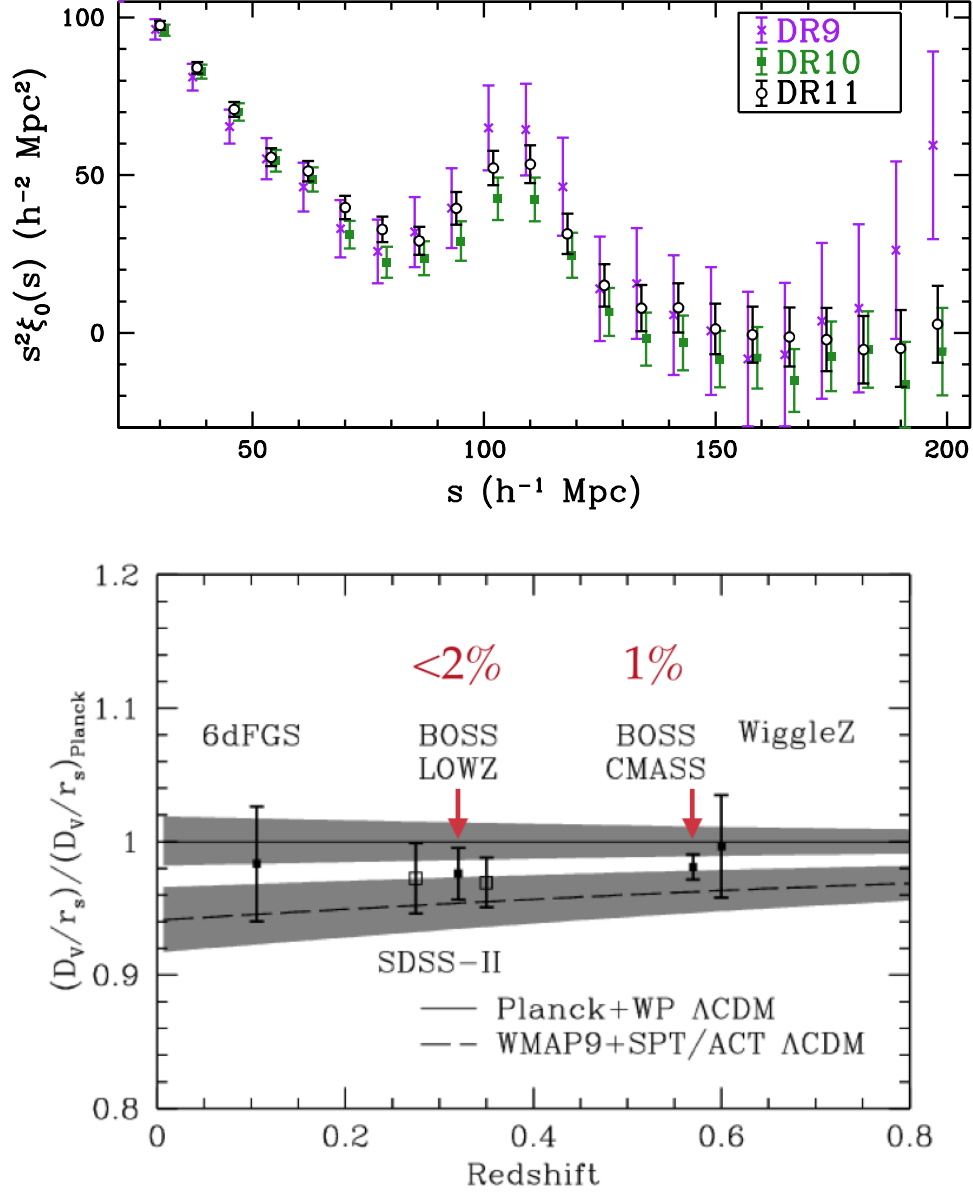 100
50
0
s²ξ₀(s) (h⁻² Mpc²)
DR9
DR10
DR11
50 100 150 200
s (h⁻¹ Mpc)
1.2
1.1
1
0.9
0.8
(D_V/r_s)/(D_V/r_s)_Planck
<2% 1%
6dFGS BOSS BOSS WiggleZ
LOWZ CMASS
SDSS-II
Planck+WP ΛCDM
WMAP9+SPT/ACT ΛCDM
0 0.2 0.4 0.6 0.8
Redshift